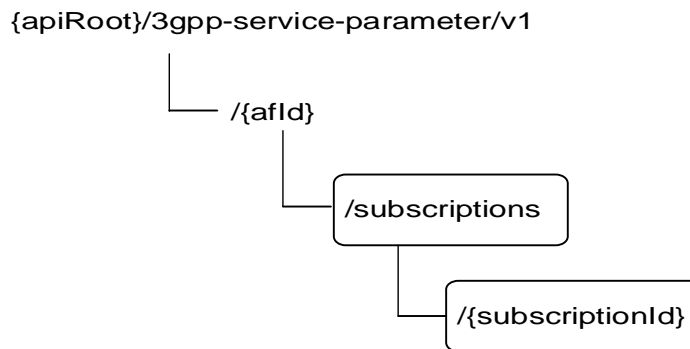 {apiRoot}/3gpp-service-parameter/v1
/{afId}
/subscriptions
/{subscriptionId}